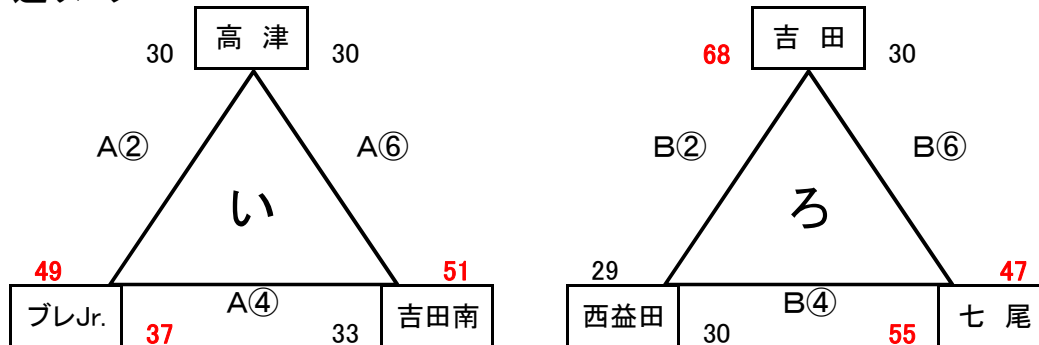 高 津
30 30
A② A⑥
い
49 51
ブレJr. A④ 吉田南
37 33
吉 田
68 30
B② B⑥
ろ
29 47
西益田 B④ 七 尾
30 55